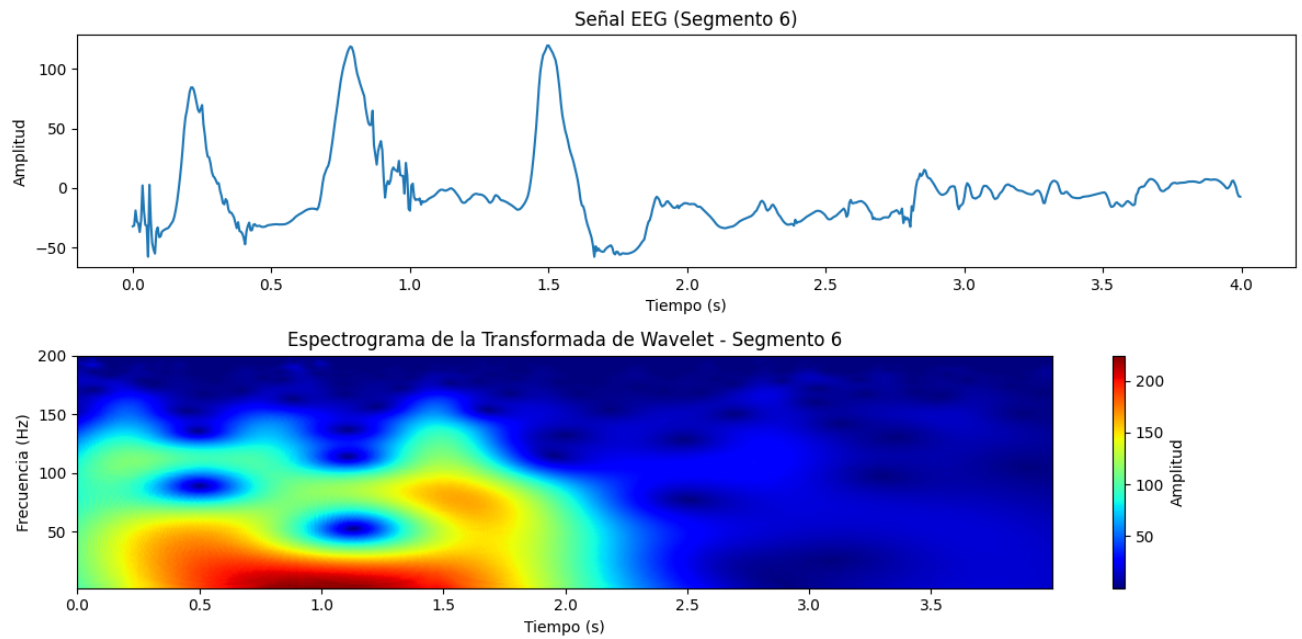 Señal EEG (Segmento 6)
100
50
0
−50
Amplitud
0.0 0.5 1.0 1.5 2.0 2.5 3.0 3.5 4.0
Tiempo (s)
Espectrograma de la Transformada de Wavelet - Segmento 6
200
150
100
50
Frecuencia (Hz)
0.0 0.5 1.0 1.5 2.0 2.5 3.0 3.5
Tiempo (s)
200
150
100
50
Amplitud